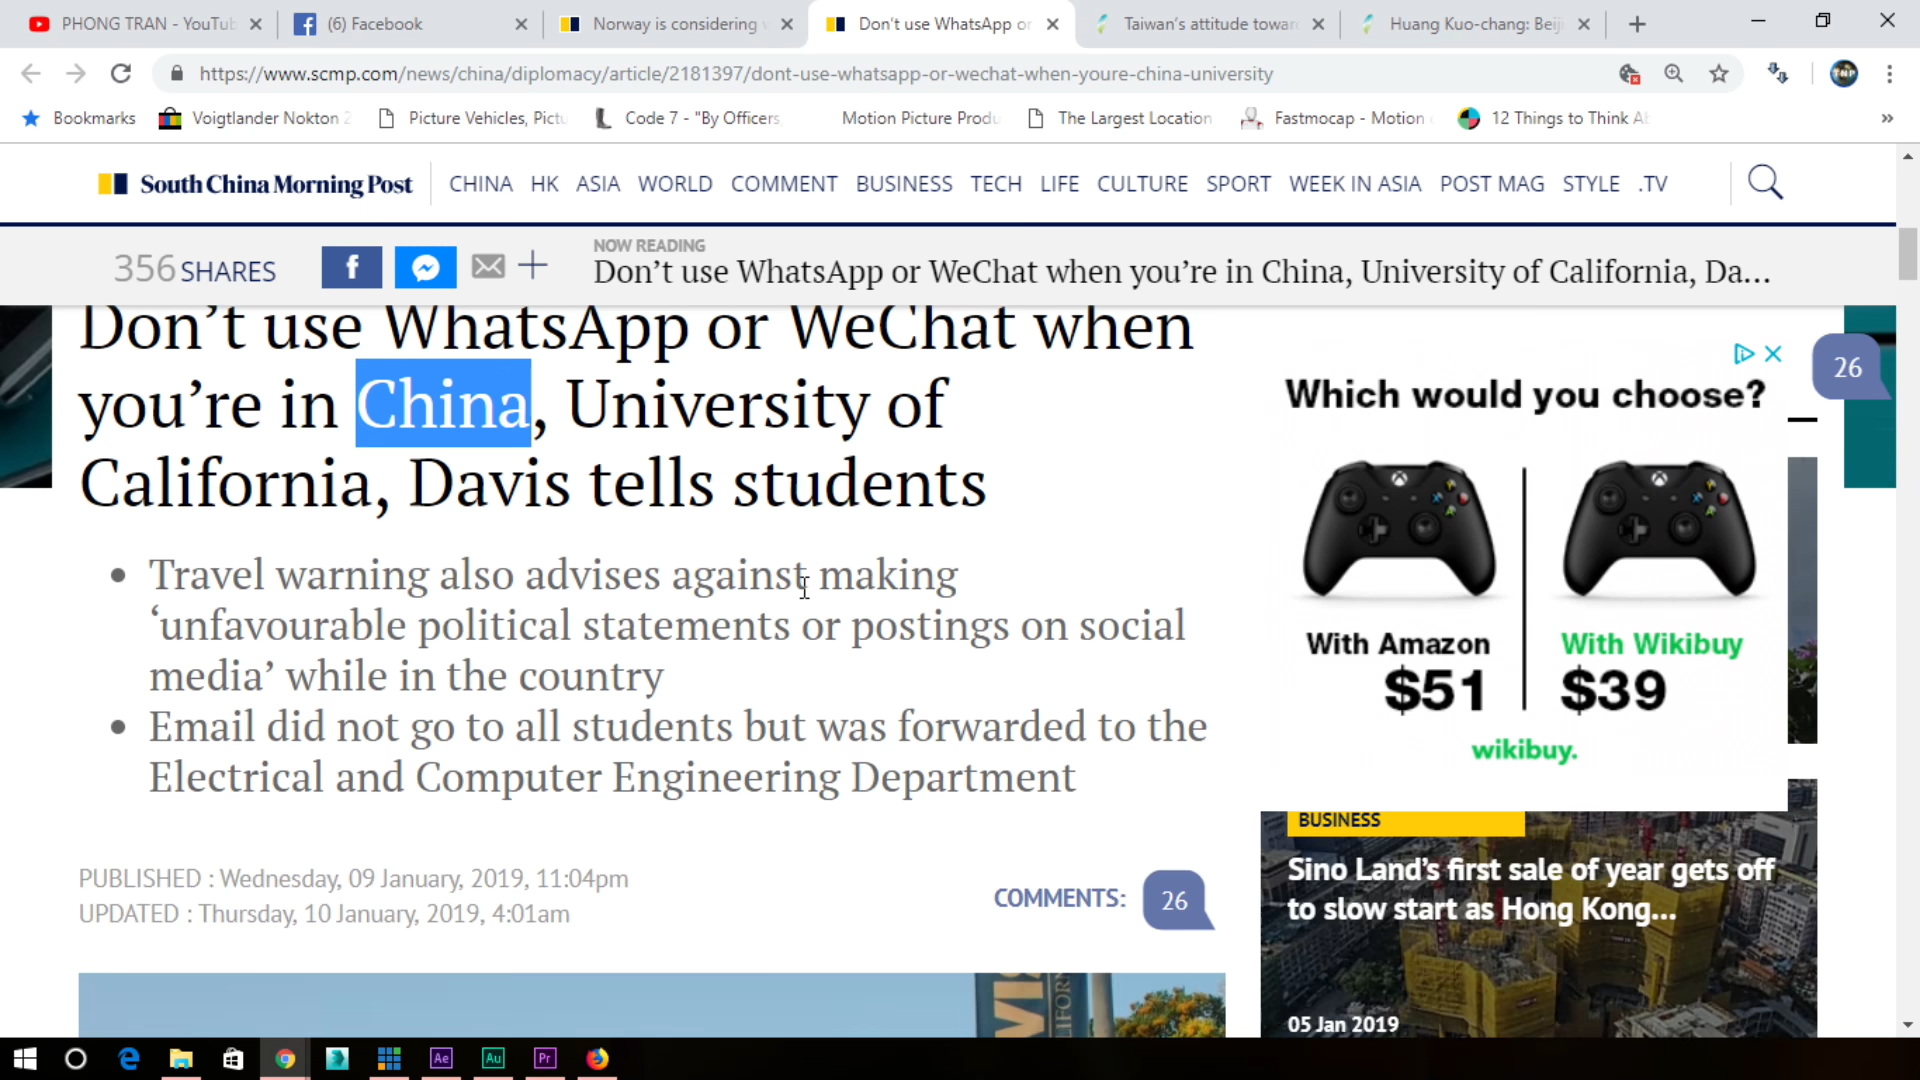 PHONG TRAN - YouTub
(6) Facebook
Norway is considering
Don't use WhatsApp or
Taiwan's attitude towar
Huang Kuo-chang: Beij
https://www.scmp.com/news/china/diplomacy/article/2181397/dont-use-whatsapp-or-wechat-when-youre-china-university
TNP
Bookmarks
Voigtlander Nokton 2
Picture Vehicles, Pictu
Code 7 - "By Officers
Motion Picture Produ
The Largest Location
Fastmocap - Motion
12 Things to Think Ab
»
South China Morning Post
CHINA HK ASIA WORLD COMMENT BUSINESS TECH LIFE CULTURE SPORT WEEK IN ASIA POST MAG STYLE .TV
356 SHARES
NOW READING
Don't use WhatsApp or WeChat when you're in China, University of California, Da...
Don't use WhatsApp or WeChat when
you're in China, University of
California, Davis tells students
• Travel warning also advises against making
'unfavourable political statements or postings on social
media' while in the country
• Email did not go to all students but was forwarded to the
Electrical and Computer Engineering Department
PUBLISHED : Wednesday, 09 January, 2019, 11:04pm
UPDATED : Thursday, 10 January, 2019, 4:01am
COMMENTS: 26
26
Which would you choose?
With Amazon
$51
With Wikibuy
$39
wikibuy.
BUSINESS
Sino Land's first sale of year gets off
to slow start as Hong Kong...
05 Jan 2019
Ae
Au
Pr